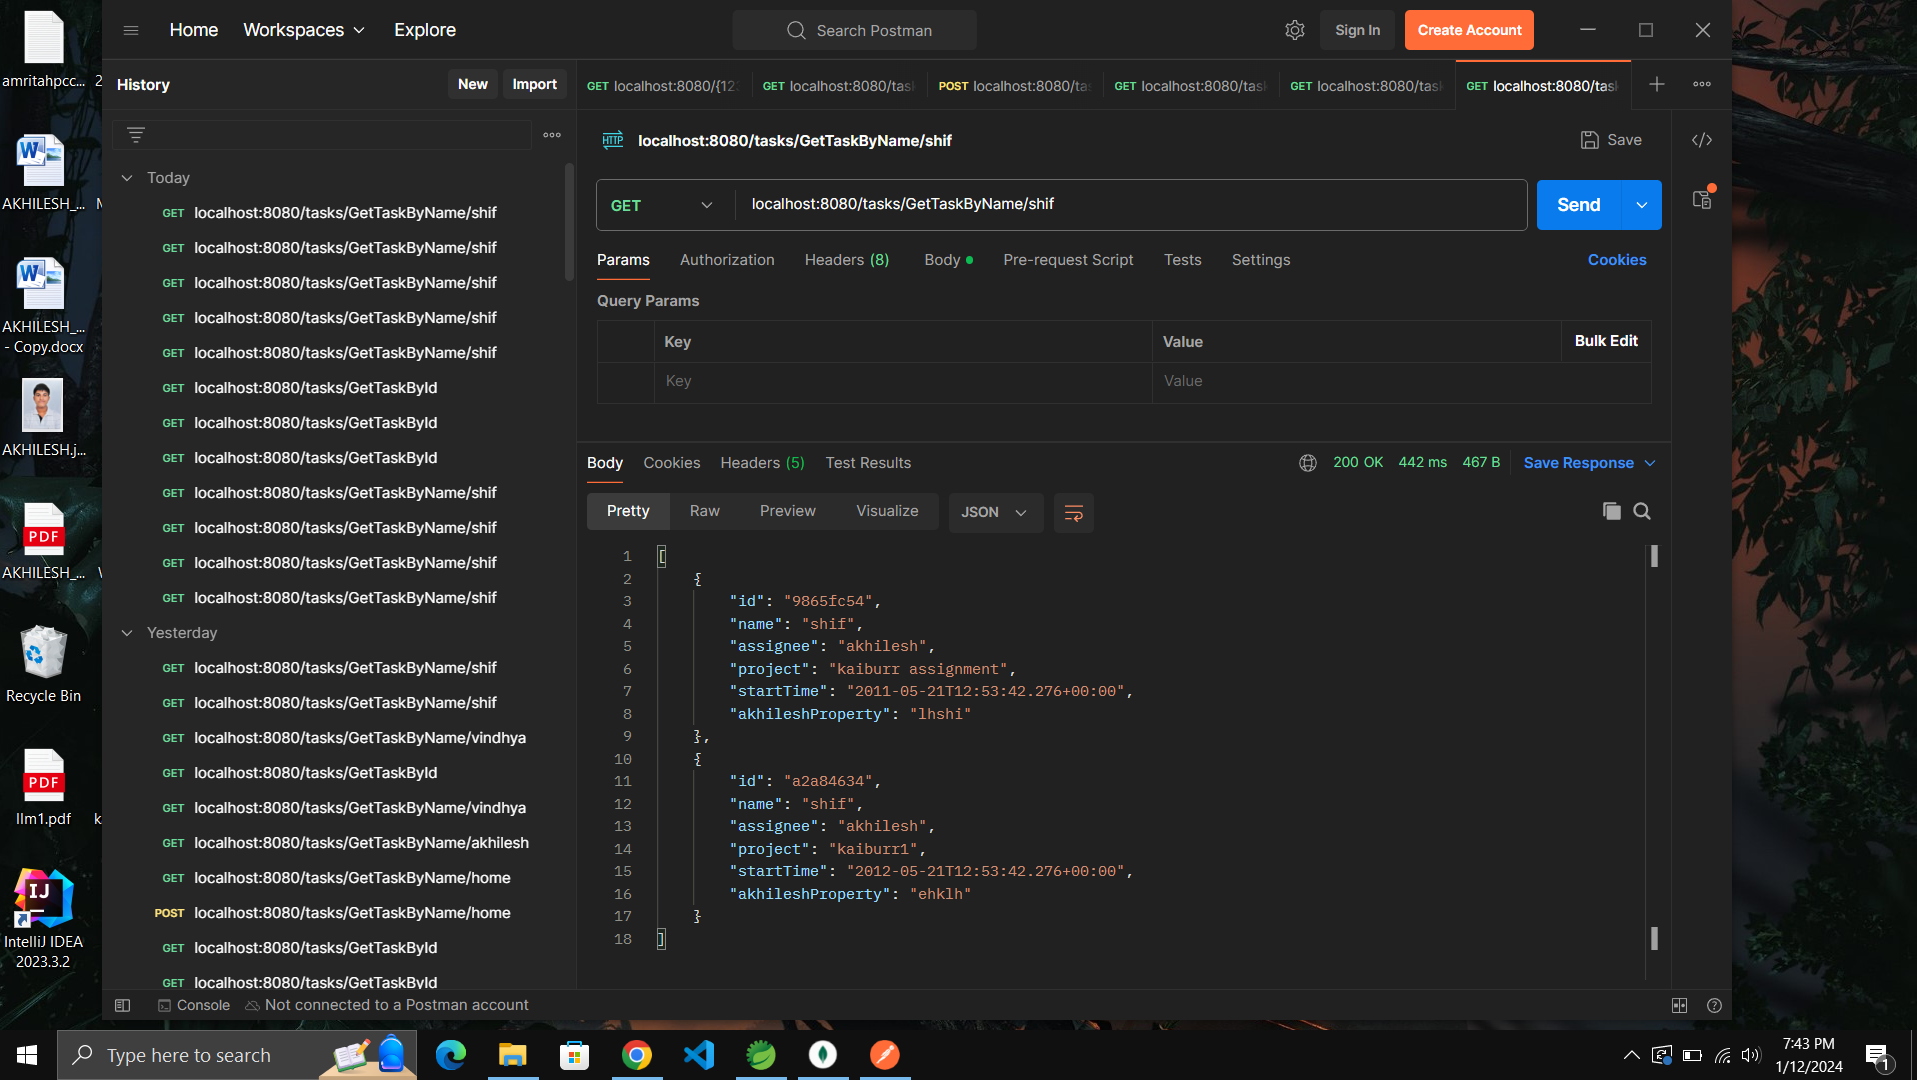 amritahpcc...
2
AKHILESH_...
AKHILESH_...
- Copy.docx
AKHILESH.j...
PDF
AKHILESH_...
Recycle Bin
PDF
llm1.pdf
k
IJ
IntelliJ IDEA
2023.3.2
Home
Workspaces
Explore
Search Postman
Sign In
Create Account
History
New
Import
GET localhost:8080/{12
GET localhost:8080/tas
POST localhost:8080/ta
GET localhost:8080/task
GET localhost:8080/task
GET localhost:8080/tas
Today
GET localhost:8080/tasks/GetTaskByName/shif
GET localhost:8080/tasks/GetTaskByName/shif
GET localhost:8080/tasks/GetTaskByName/shif
GET localhost:8080/tasks/GetTaskByName/shif
GET localhost:8080/tasks/GetTaskByName/shif
GET localhost:8080/tasks/GetTaskById
GET localhost:8080/tasks/GetTaskById
GET localhost:8080/tasks/GetTaskById
GET localhost:8080/tasks/GetTaskByName/shif
GET localhost:8080/tasks/GetTaskByName/shif
GET localhost:8080/tasks/GetTaskByName/shif
GET localhost:8080/tasks/GetTaskByName/shif
Yesterday
GET localhost:8080/tasks/GetTaskByName/shif
GET localhost:8080/tasks/GetTaskByName/shif
GET localhost:8080/tasks/GetTaskByName/vindhya
GET localhost:8080/tasks/GetTaskById
GET localhost:8080/tasks/GetTaskByName/vindhya
GET localhost:8080/tasks/GetTaskByName/akhilesh
GET localhost:8080/tasks/GetTaskByName/home
POST localhost:8080/tasks/GetTaskByName/home
GET localhost:8080/tasks/GetTaskById
GET localhost:8080/tasks/GetTaskById
HTTP localhost:8080/tasks/GetTaskByName/shif
Save
GET localhost:8080/tasks/GetTaskByName/shif
Send
Params Authorization Headers (8) Body Pre-request Script Tests Settings Cookies
Query Params
Key Value Bulk Edit
Key Value
Body Cookies Headers (5) Test Results 200 OK 442 ms 467 B Save Response
Pretty Raw Preview Visualize JSON
1 [
2 {
3 "id": "9865fc54",
4 "name": "shif",
5 "assignee": "akhilesh",
6 "project": "kaiburr assignment",
7 "startTime": "2011-05-21T12:53:42.276+00:00",
8 "akhileshProperty": "lhshi"
9 },
10 {
11 "id": "a2a84634",
12 "name": "shif",
13 "assignee": "akhilesh",
14 "project": "kaiburr1",
15 "startTime": "2012-05-21T12:53:42.276+00:00",
16 "akhileshProperty": "ehklh"
17 }
18 ]
Console Not connected to a Postman account
Type here to search
7:43 PM
1/12/2024
1